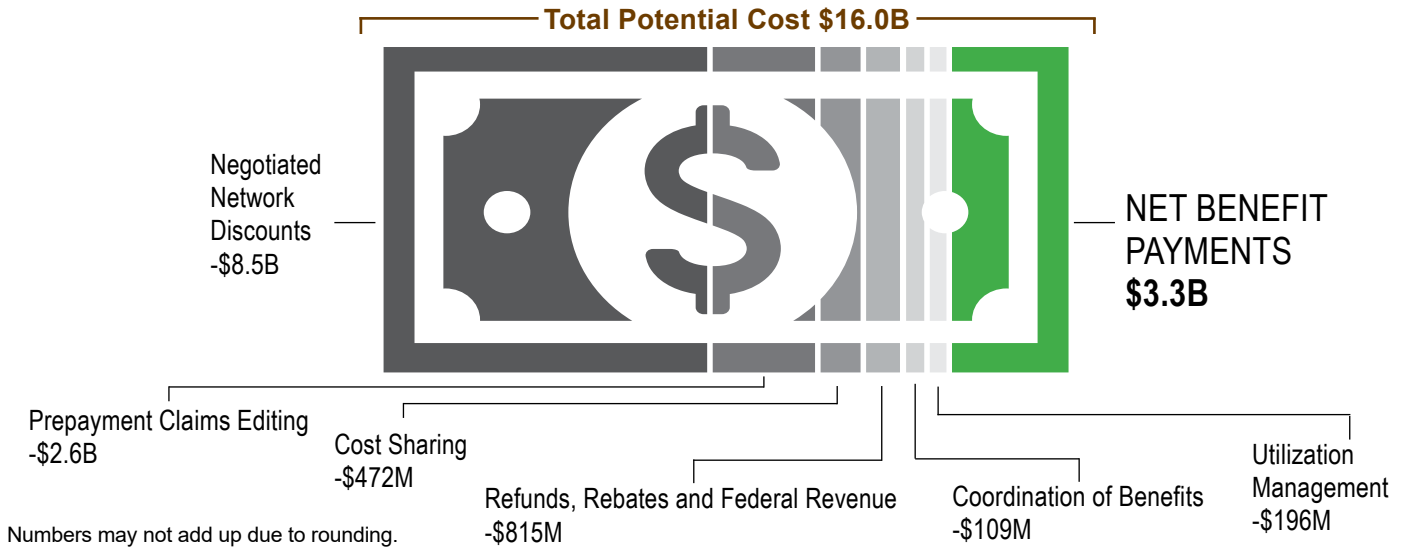 Total Potential Cost $16.0B
$
Negotiated
Network
Discounts
-$8.5B
NET BENEFIT
PAYMENTS
$3.3B
Prepayment Claims Editing
-$2.6B
Cost Sharing
-$472M
Refunds, Rebates and Federal Revenue
-$815M
Coordination of Benefits
-$109M
Utilization
Management
-$196M
Numbers may not add up due to rounding.